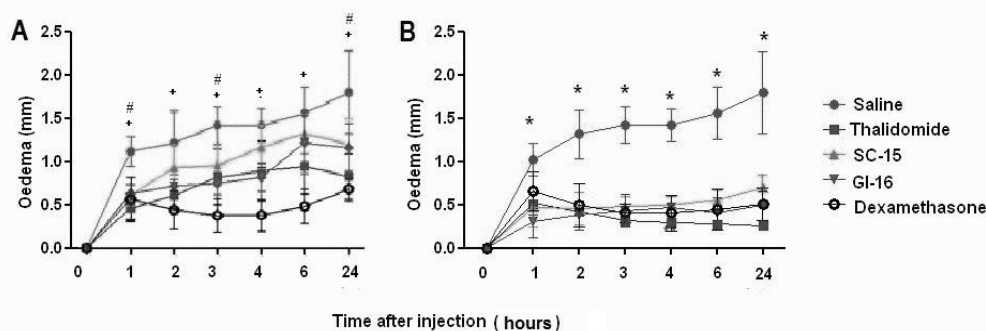 A
Oedema (mm)
2.5
2.0
1.5
1.0
0.5
0.0
0 1 2 3 4 6 24
#
+
+
#
+
+
+
#
+
B
Oedema (mm)
2.5
2.0
1.5
1.0
0.5
0.0
0 1 2 3 4 6 24
* * * * * *
Saline
Thalidomide
SC-15
GI-16
Dexamethasone
Time after injection ( hours )